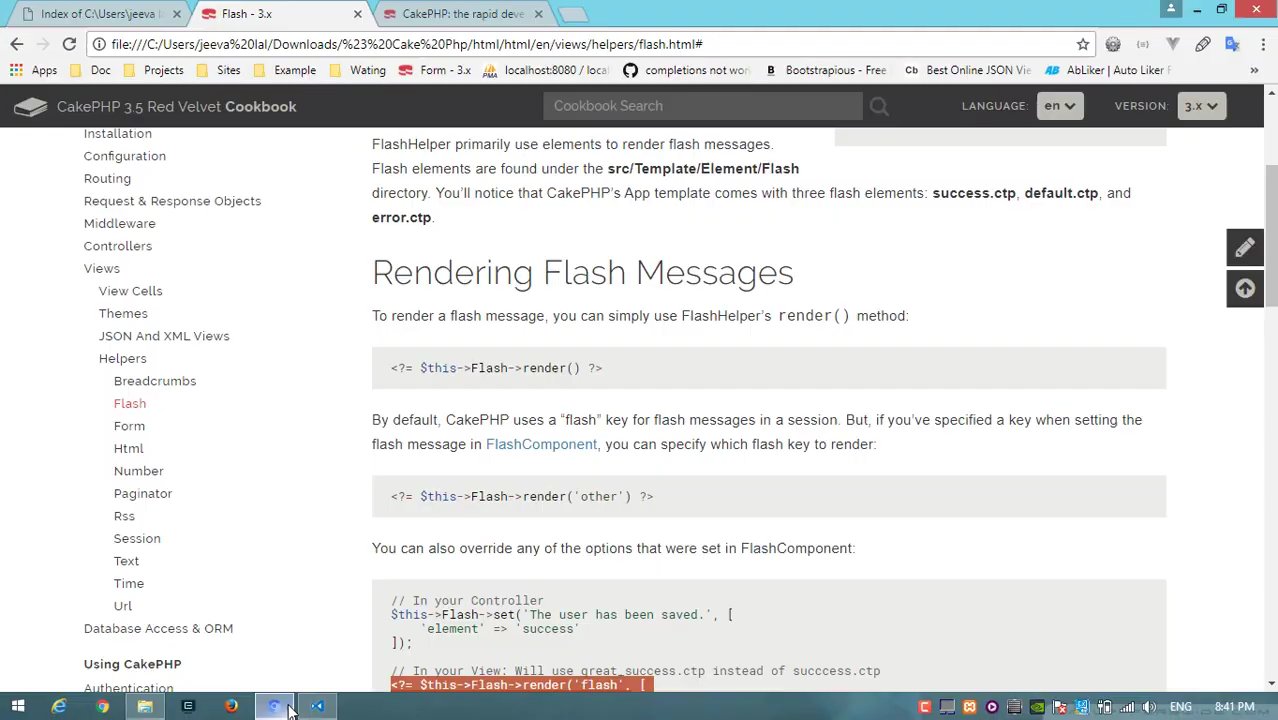 Index of C:\Users\jeeva l
Flash - 3.x
CakePHP: the rapid deve
file:///C:/Users/jeeva%20lal/Downloads/%23%20Cake%20Php/html/html/en/views/helpers/flash.html#
Apps
Doc
Projects
Sites
Example
Wating
Form - 3.x
localhost:8080 / local
completions not wor
Bootstrapious - Free
Cb Best Online JSON Vie
AB AbLiker | Auto Liker F
CakePHP 3.5 Red Velvet Cookbook
Cookbook Search
LANGUAGE: en
VERSION: 3.x
Installation
Configuration
Routing
Request & Response Objects
Middleware
Controllers
Views
View Cells
Themes
JSON And XML Views
Helpers
Breadcrumbs
Flash
Form
Html
Number
Paginator
Rss
Session
Text
Time
Url
Database Access & ORM
Using CakePHP
Authentication
FlashHelper primarily use elements to render flash messages.
Flash elements are found under the src/Template/Element/Flash
directory. You’ll notice that CakePHP’s App template comes with three flash elements: success.ctp, default.ctp, and
error.ctp.
Rendering Flash Messages
To render a flash message, you can simply use FlashHelper’s render() method:
<?= $this->Flash->render() ?>
By default, CakePHP uses a “flash” key for flash messages in a session. But, if you’ve specified a key when setting the
flash message in FlashComponent, you can specify which flash key to render:
<?= $this->Flash->render('other') ?>
You can also override any of the options that were set in FlashComponent:
// In your Controller
$this->Flash->set('The user has been saved.', [
'element' => 'success'
]);
// In your View: Will use great_success.ctp instead of succcess.ctp
<?= $this->Flash->render('flash', [
ENG
8:41 PM